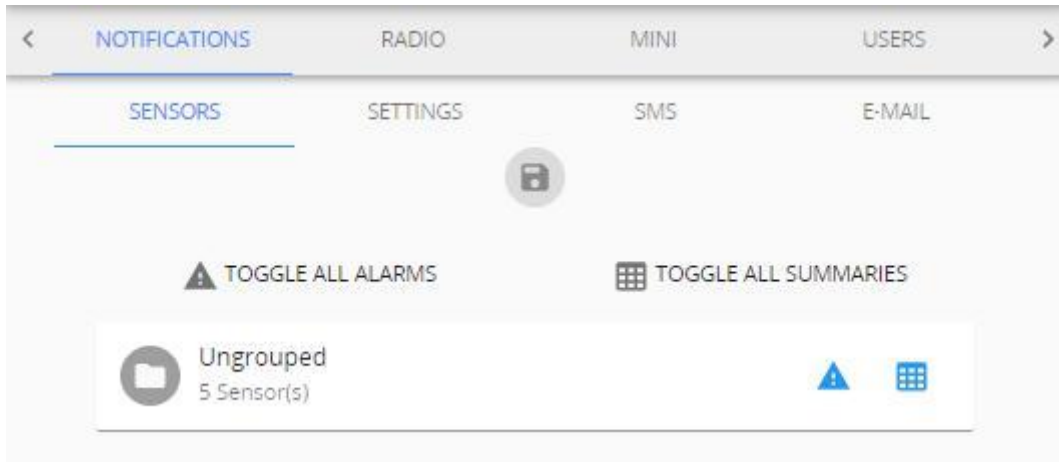 NOTIFICATIONS RADIO MINI USERS
SENSORS SETTINGS SMS E-MAIL
TOGGLE ALL ALARMS TOGGLE ALL SUMMARIES
Ungrouped
5 Sensor(s)